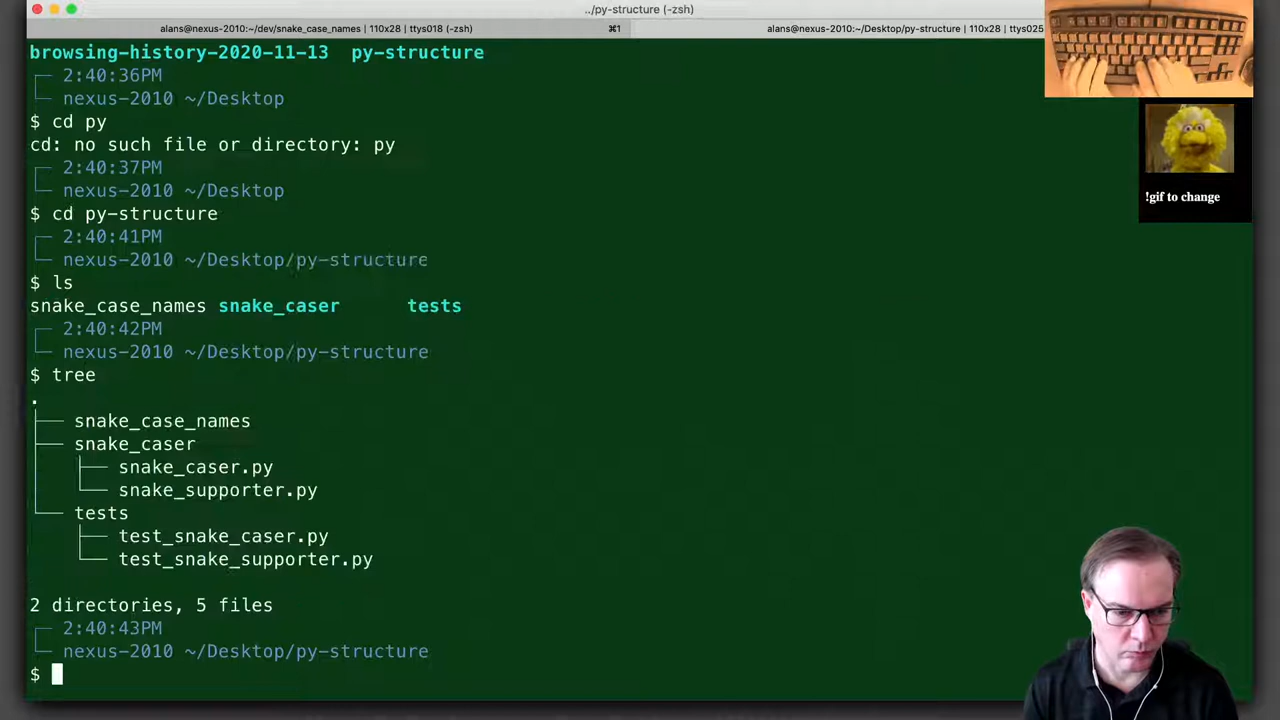 ../py-structure (-zsh)
alans@nexus-2010:~/dev/snake_case_names | 110x28 | ttys018 (-zsh) ⌘1 alans@nexus-2010:~/Desktop/py-structure | 110x28 | ttys025
browsing-history-2020-11-13 py-structure
2:40:36PM
nexus-2010 ~/Desktop
$ cd py
cd: no such file or directory: py
2:40:37PM
nexus-2010 ~/Desktop
$ cd py-structure
2:40:41PM
nexus-2010 ~/Desktop/py-structure
$ ls
snake_case_names snake_caser tests
2:40:42PM
nexus-2010 ~/Desktop/py-structure
$ tree
.
├── snake_case_names
├── snake_caser
│   ├── snake_caser.py
│   └── snake_supporter.py
└── tests
    ├── test_snake_caser.py
    └── test_snake_supporter.py
2 directories, 5 files
2:40:43PM
nexus-2010 ~/Desktop/py-structure
$
!gif to change